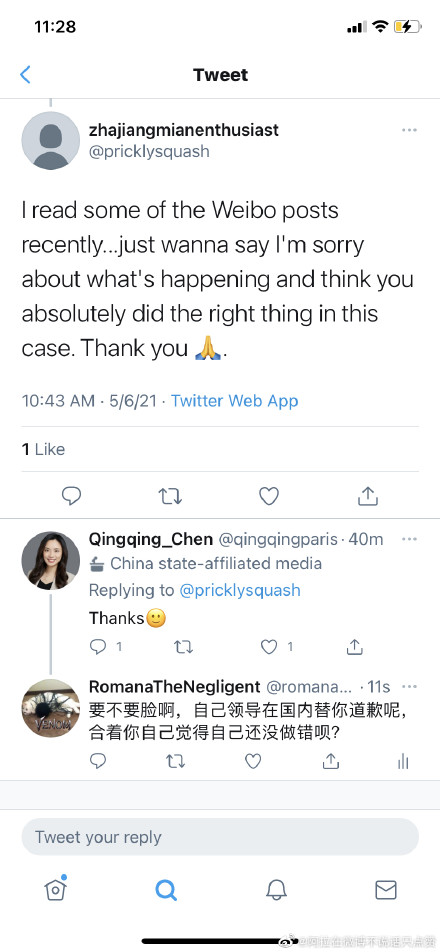 11:28
Tweet
zhajiangmianenthusiast
@pricklysquash
I read some of the Weibo posts
recently...just wanna say I'm sorry
about what's happening and think you
absolutely did the right thing in this
case. Thank you 🙏.
10:43 AM · 5/6/21 · Twitter Web App
1 Like
Qingqing_Chen @qingqingparis · 40m
China state-affiliated media
Replying to @pricklysquash
Thanks🙂
1 1
RomanaTheNegligent @romana... · 11s
VENOM
要不要脸啊，自己领导在国内替你道歉呢，
合着你自己觉得自己还没做错呗？
Tweet your reply